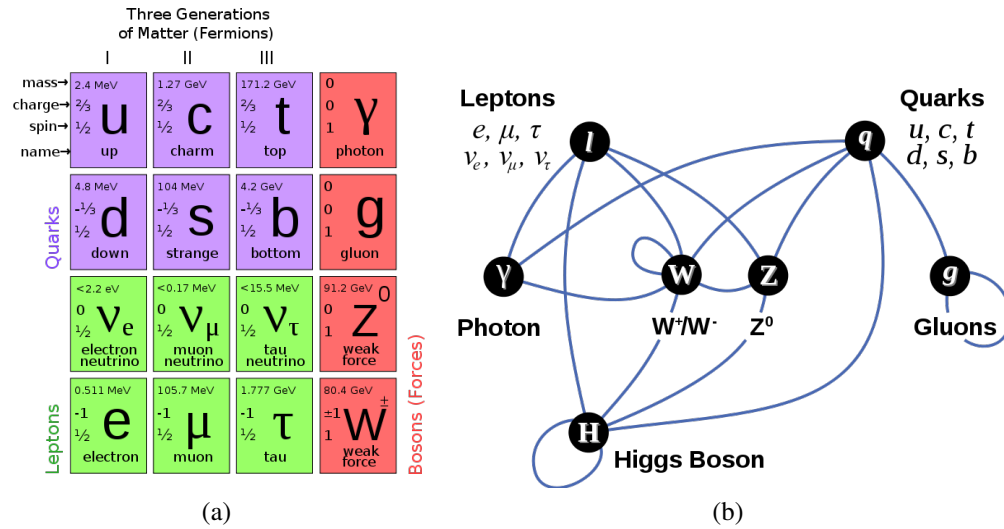 Three Generations
of Matter (Fermions)
I II III
mass→
charge→
spin→
name→
2.4 MeV
⅔
½
u
up
1.27 GeV
⅔
½
c
charm
171.2 GeV
⅔
½
t
top
0
0
1
γ
photon
Quarks
4.8 MeV
-⅓
½
d
down
104 MeV
-⅓
½
s
strange
4.2 GeV
-⅓
½
b
bottom
0
0
1
g
gluon
<2.2 eV
0
½
νe
electron
neutrino
<0.17 MeV
0
½
νμ
muon
neutrino
<15.5 MeV
0
½
ντ
tau
neutrino
91.2 GeV
0
1
Z0
weak
force
Leptons
0.511 MeV
-1
½
e
electron
105.7 MeV
-1
½
μ
muon
1.777 GeV
-1
½
τ
tau
80.4 GeV
±1
1
W±
weak
force
Bosons (Forces)
(a)
Leptons
e, μ, τ
νe, νμ, ντ
l
Quarks
u, c, t
d, s, b
q
γ
Photon
W
W+/W-
Z
Z0
g
Gluons
H
Higgs Boson
(b)